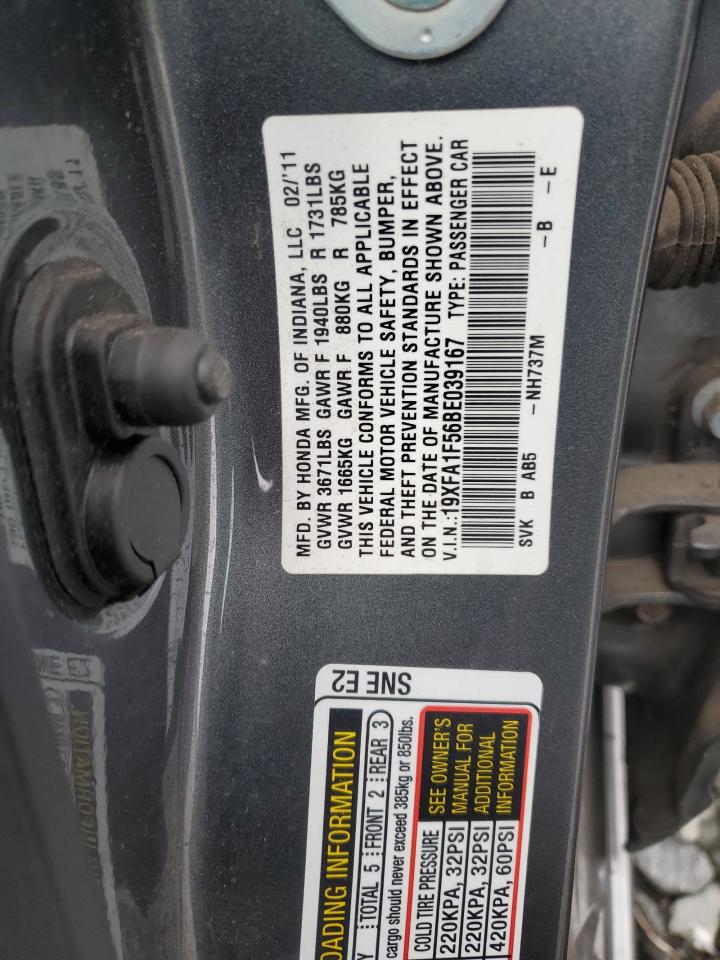 MFD. BY HONDA MFG. OF INDIANA, LLC 02/'11
GVWR 3671LBS GAWR F 1940LBS R 1731LBS
GVWR 1665KG GAWR F 880KG R 785KG
THIS VEHICLE CONFORMS TO ALL APPLICABLE
FEDERAL MOTOR VEHICLE SAFETY, BUMPER,
AND THEFT PREVENTION STANDARDS IN EFFECT
ON THE DATE OF MANUFACTURE SHOWN ABOVE.
V.I.N.:19XFA1F56BE039167 TYPE: PASSENGER CAR
SVK B AB5 -NH737M -B -E
SNE E2
OADING INFORMATION
Y TOTAL 5 FRONT 2 REAR 3
cargo should never exceed 385kg or 850lbs.
COLD TIRE PRESSURE
220KPA, 32PSI
220KPA, 32PSI
420KPA, 60PSI
SEE OWNER'S
MANUAL FOR
ADDITIONAL
INFORMATION